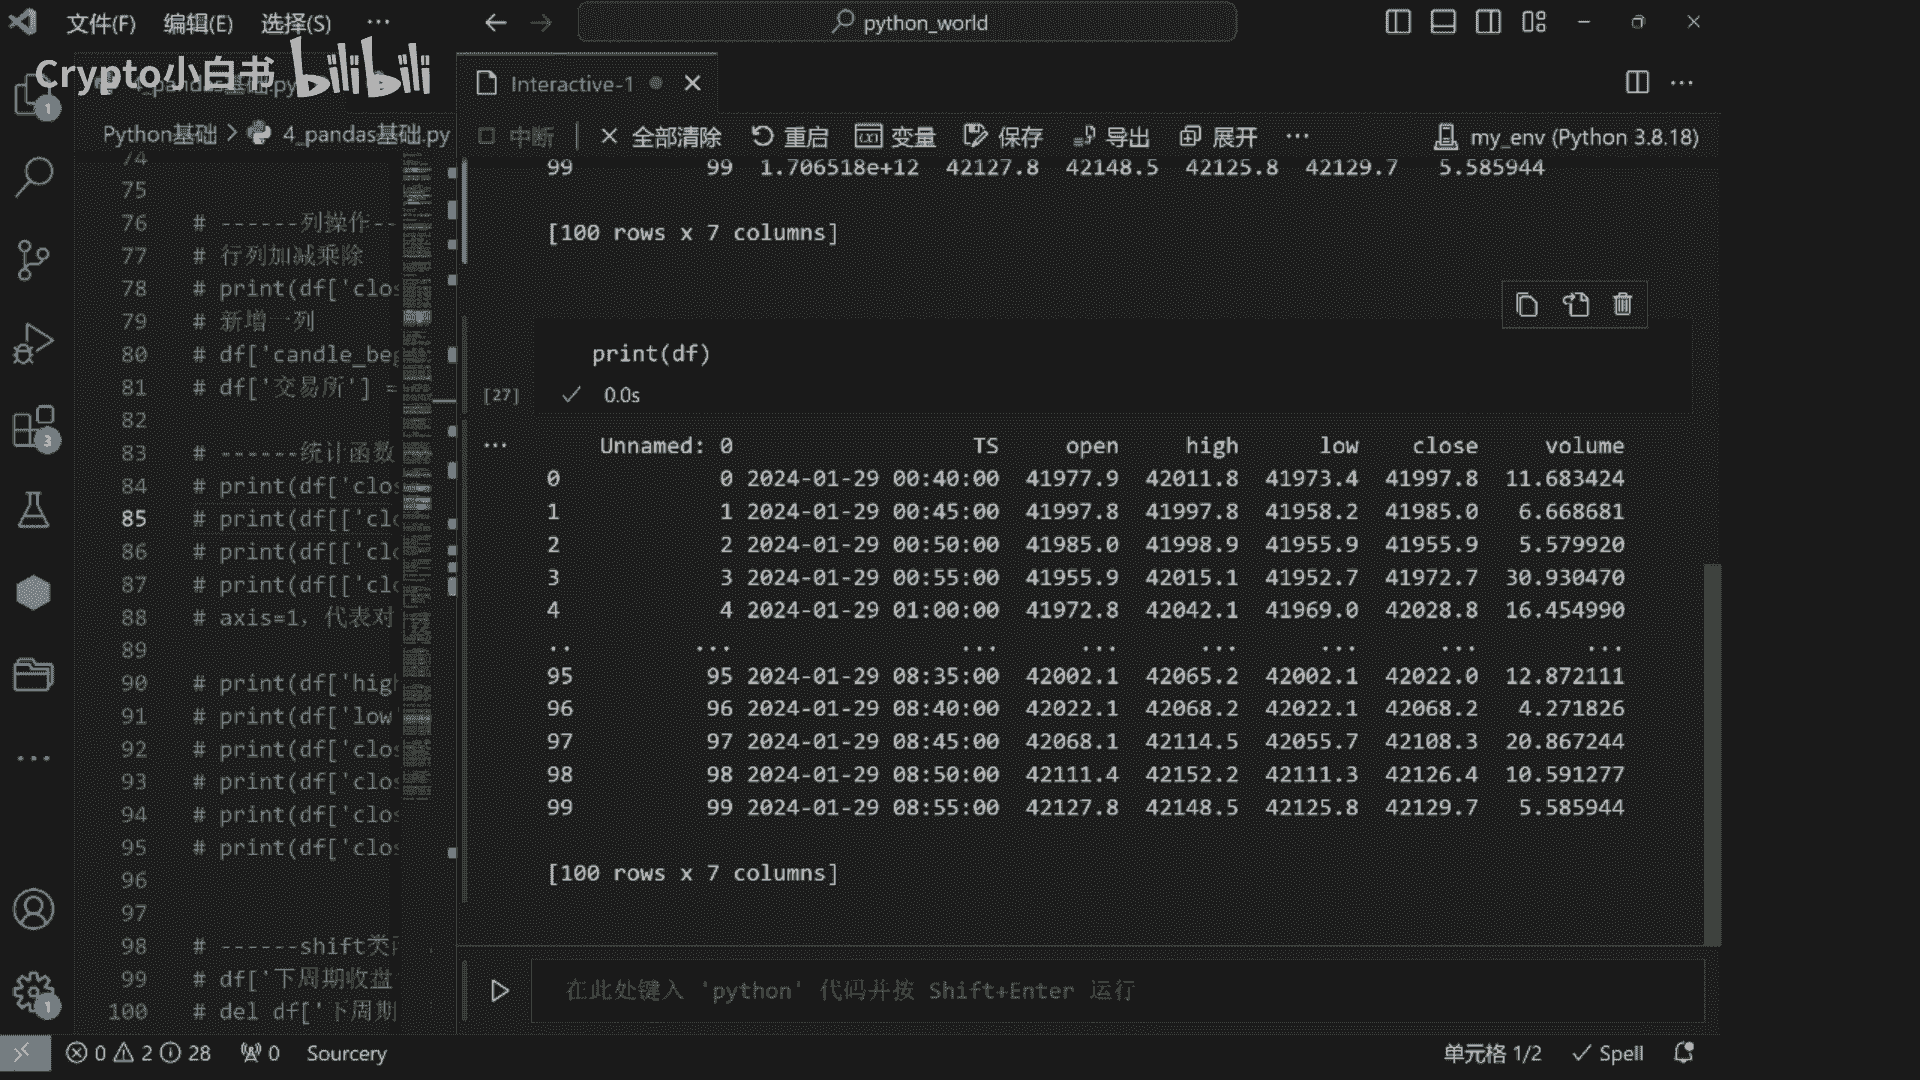 文件(F) 编辑(E) 选择(S) ··· python_world
Crypto小白书 bilibili
Interactive-1
Python基础 > 4_pandas基础.py
中断 全部清除 重启 变量 保存 导出 展开 ··· my_env (Python 3.8.18)
74
75
76 # ------列操作--
77 # 行列加减乘除
78 # print(df['clo
79 # 新增一列
80 # df['candle_be
81 # df['交易所'] =
82
83 # ------统计函数
84 # print(df['clo
85 # print(df[['cl
86 # print(df[['cl
87 # print(df[['cl
88 # axis=1, 代表对
89
90 # print(df['hig
91 # print(df['low
92 # print(df['clo
93 # print(df['clo
94 # print(df['clo
95 # print(df['clo
96
97
98 # ------shift类
99 # df['下周期收盘
100 # del df['下周期
99 99 1.706518e+12 42127.8 42148.5 42125.8 42129.7 5.585944
[100 rows x 7 columns]
print(df)
[27] 0.0s
··· Unnamed: 0 TS open high low close volume
0 0 2024-01-29 00:40:00 41977.9 42011.8 41973.4 41997.8 11.683424
1 1 2024-01-29 00:45:00 41997.8 41997.8 41958.2 41985.0 6.668681
2 2 2024-01-29 00:50:00 41985.0 41998.9 41955.9 41955.9 5.579920
3 3 2024-01-29 00:55:00 41955.9 42015.1 41952.7 41972.7 30.930470
4 4 2024-01-29 01:00:00 41972.8 42042.1 41969.0 42028.8 16.454990
.. ... ... ... ... ... ... ...
95 95 2024-01-29 08:35:00 42002.1 42065.2 42002.1 42022.0 12.872111
96 96 2024-01-29 08:40:00 42022.1 42068.2 42022.1 42068.2 4.271826
97 97 2024-01-29 08:45:00 42068.1 42114.5 42055.7 42108.3 20.867244
98 98 2024-01-29 08:50:00 42111.4 42152.2 42111.3 42126.4 10.591277
99 99 2024-01-29 08:55:00 42127.8 42148.5 42125.8 42129.7 5.585944
[100 rows x 7 columns]
在此处键入 'python' 代码并按 Shift+Enter 运行
1
3
1
0 2 28 0 Sourcery 单元格 1/2 Spell